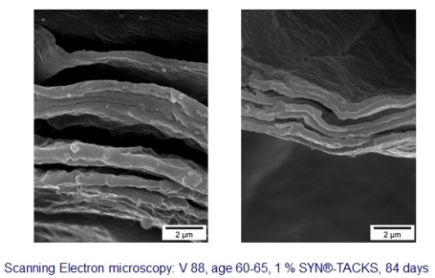 2 µm
2 µm
Scanning Electron microscopy: V 88, age 60-65, 1 % SYN®-TACKS, 84 days